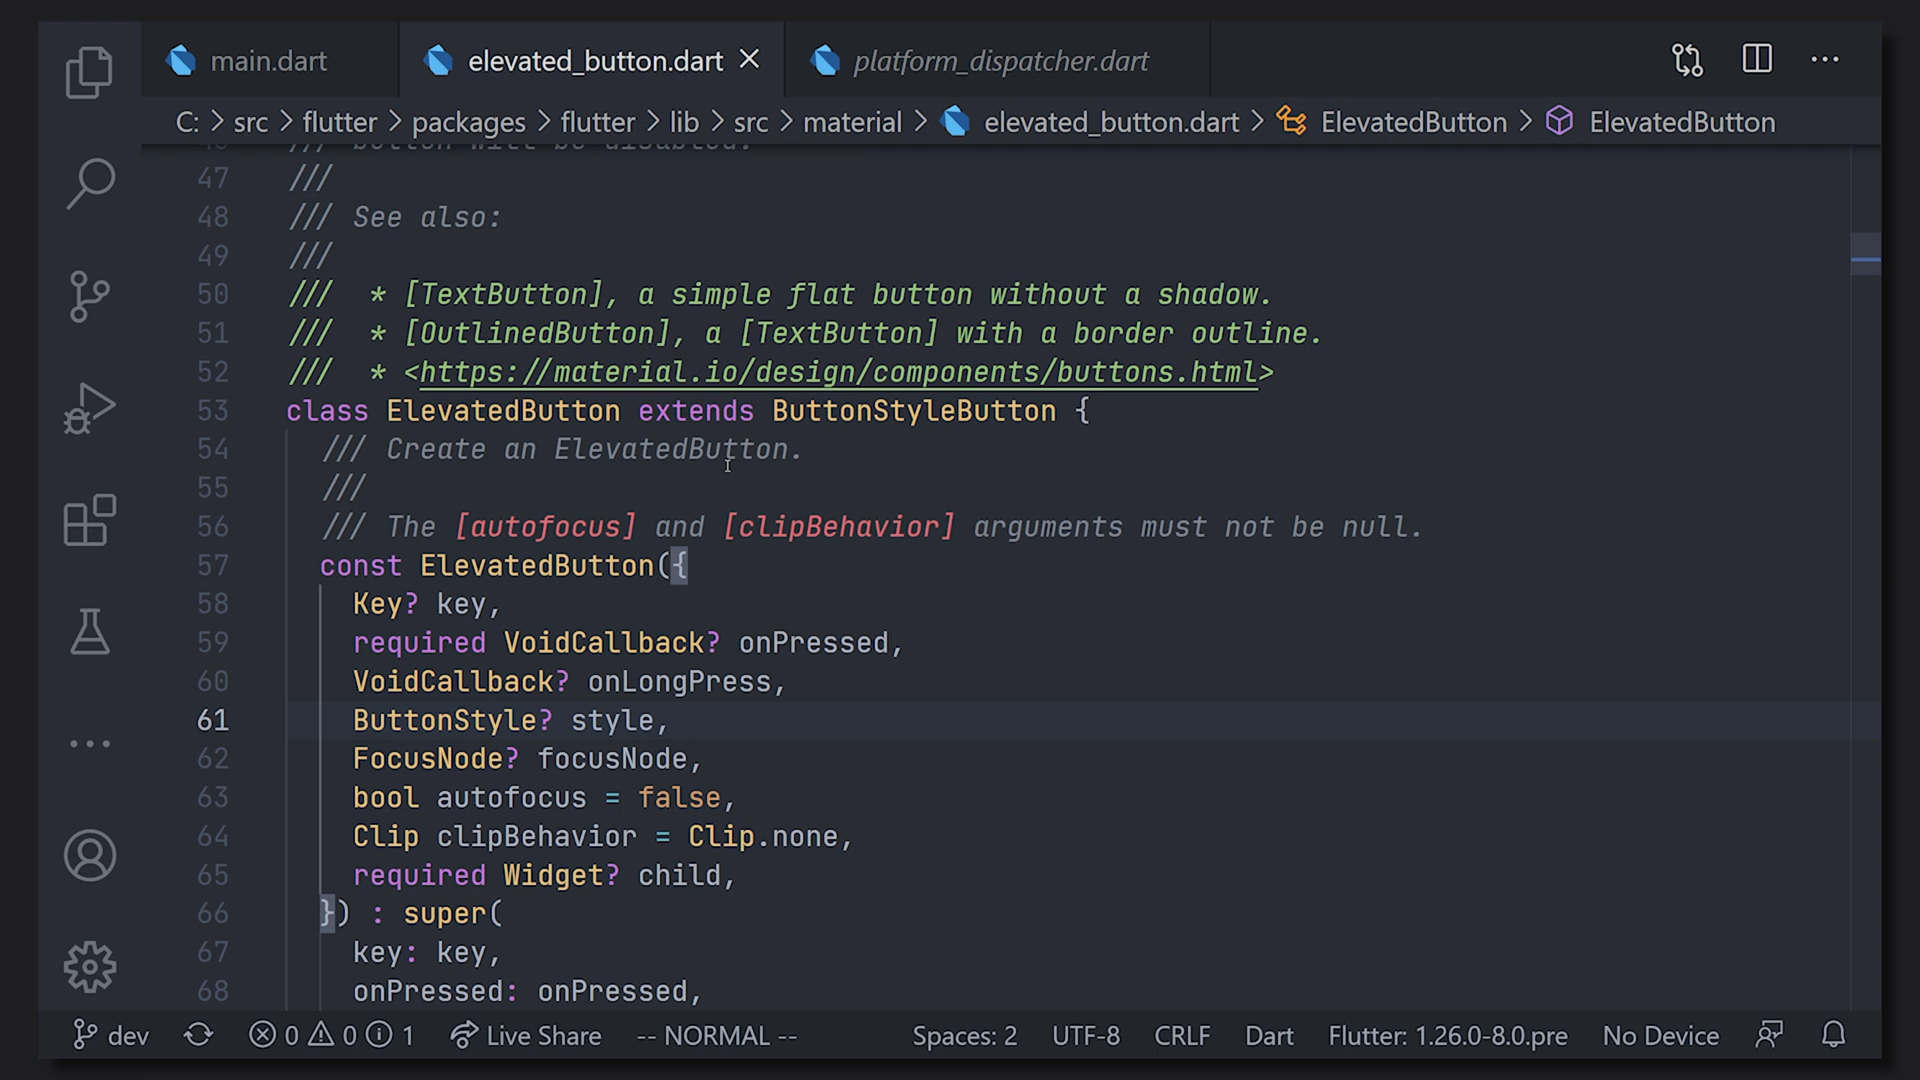 main.dart
elevated_button.dart
platform_dispatcher.dart
C: > src > flutter > packages > flutter > lib > src > material > elevated_button.dart > ElevatedButton > ElevatedButton
46 /// button will be disabled.
47 ///
48 /// See also:
49 ///
50 ///  * [TextButton], a simple flat button without a shadow.
51 ///  * [OutlinedButton], a [TextButton] with a border outline.
52 ///  * <https://material.io/design/components/buttons.html>
53 class ElevatedButton extends ButtonStyleButton {
54   /// Create an ElevatedButton.
55   ///
56   /// The [autofocus] and [clipBehavior] arguments must not be null.
57   const ElevatedButton({
58     Key? key,
59     required VoidCallback? onPressed,
60     VoidCallback? onLongPress,
61     ButtonStyle? style,
62     FocusNode? focusNode,
63     bool autofocus = false,
64     Clip clipBehavior = Clip.none,
65     required Widget? child,
66   }) : super(
67     key: key,
68     onPressed: onPressed,
dev 0 0 1 Live Share -- NORMAL -- Spaces: 2 UTF-8 CRLF Dart Flutter: 1.26.0-8.0.pre No Device